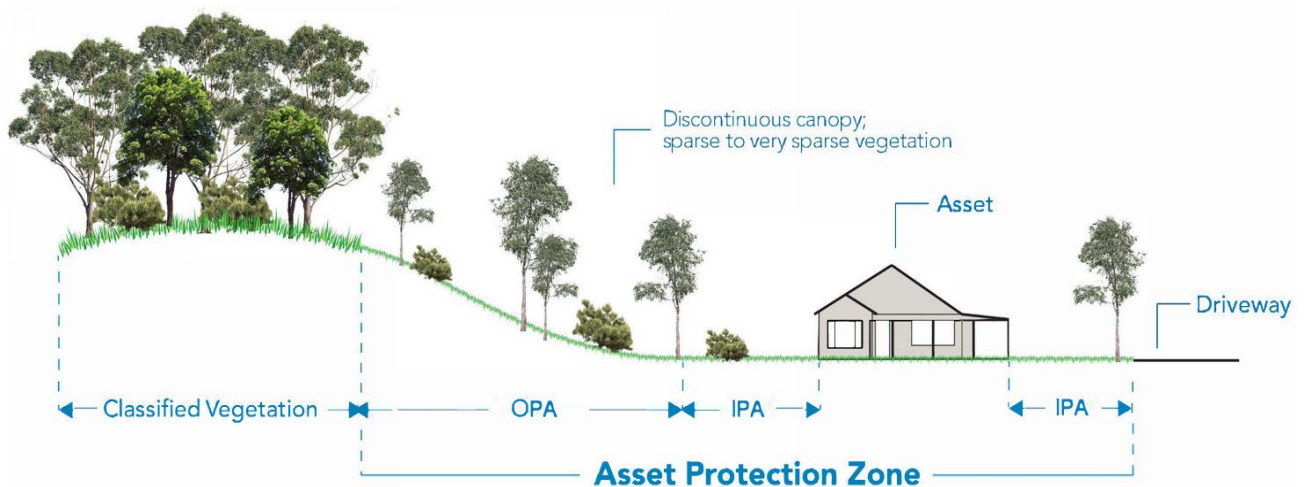 Discontinuous canopy;
sparse to very sparse vegetation
Asset
Driveway
Classified Vegetation
OPA
IPA
IPA
Asset Protection Zone